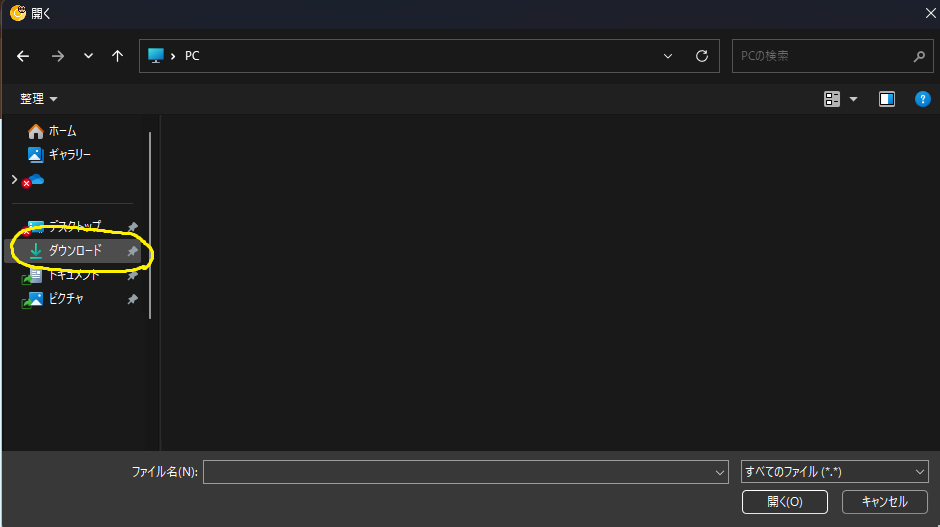 開く
PC
PCの検索
整理
ホーム
ギャラリー
デスクトップ
ダウンロード
ドキュメント
ピクチャ
ファイル名(N):
すべてのファイル (*.*)
開く(O)
キャンセル